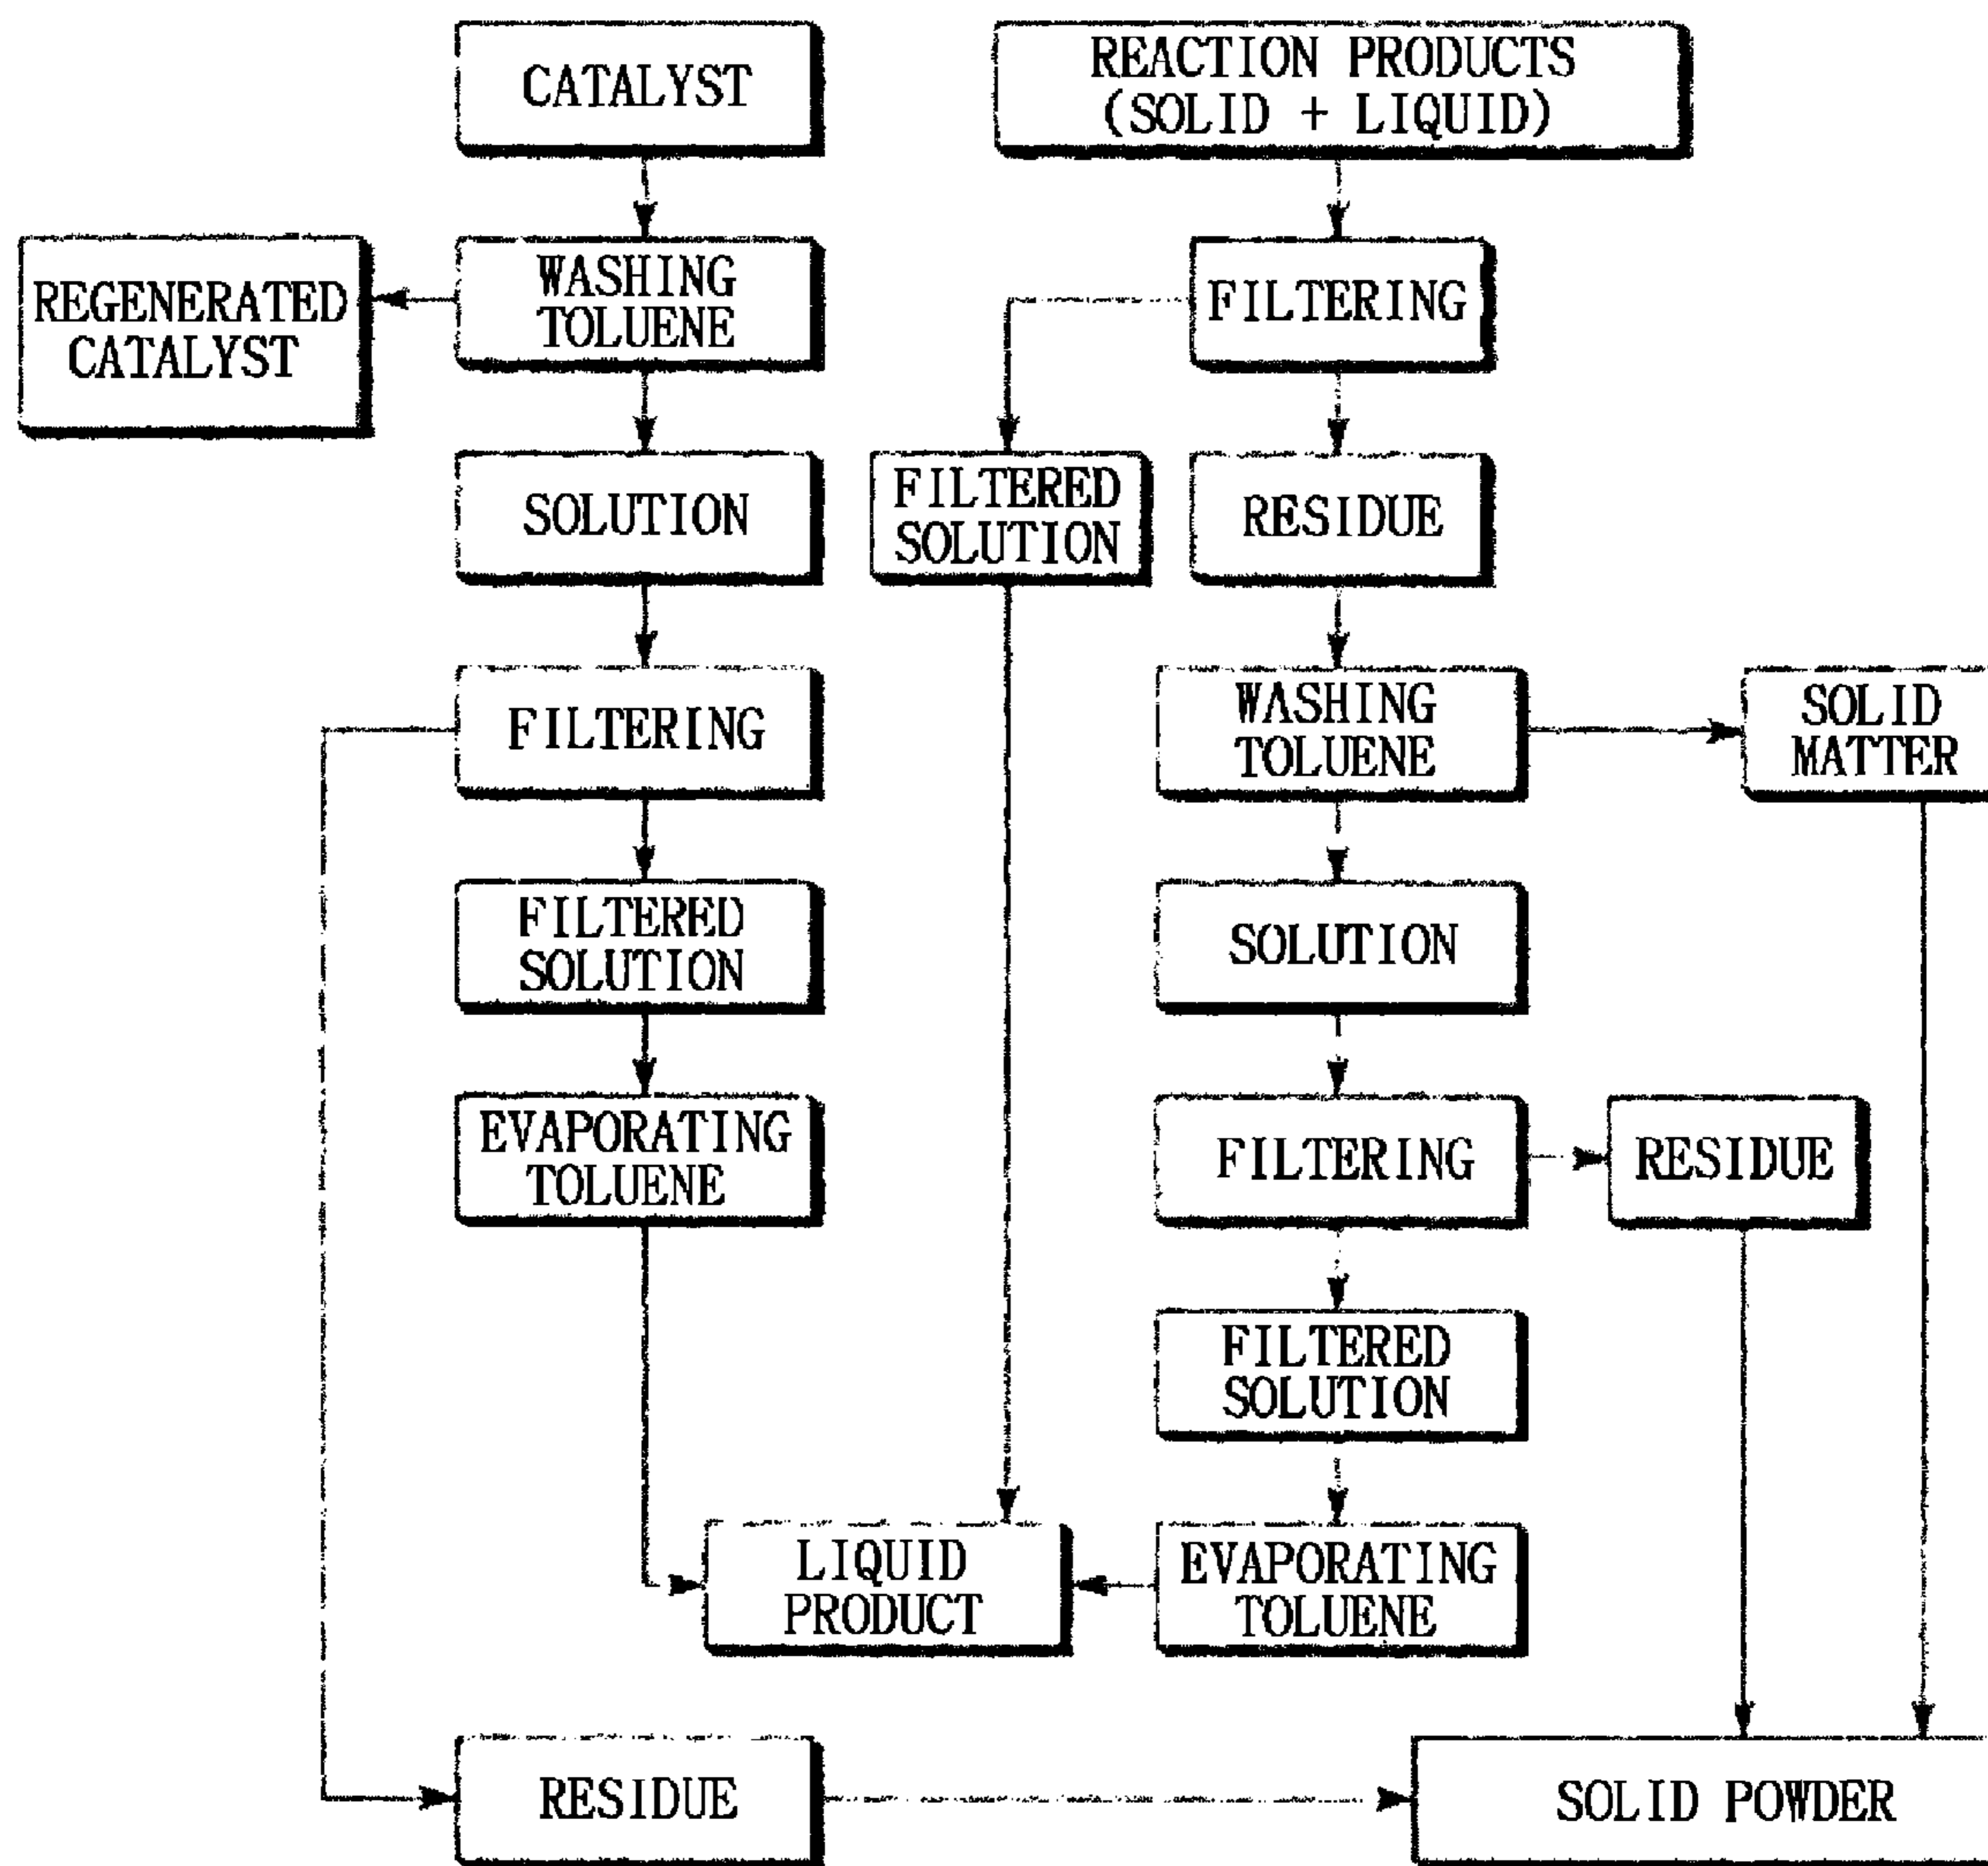 CATALYST
REACTION PRODUCTS
(SOLID + LIQUID)
REGENERATED
CATALYST
WASHING
TOLUENE
FILTERING
SOLUTION
FILTERED
SOLUTION
RESIDUE
FILTERING
WASHING
TOLUENE
SOLID
MATTER
FILTERED
SOLUTION
SOLUTION
EVAPORATING
TOLUENE
FILTERING
RESIDUE
FILTERED
SOLUTION
LIQUID
PRODUCT
EVAPORATING
TOLUENE
RESIDUE
SOLID POWDER